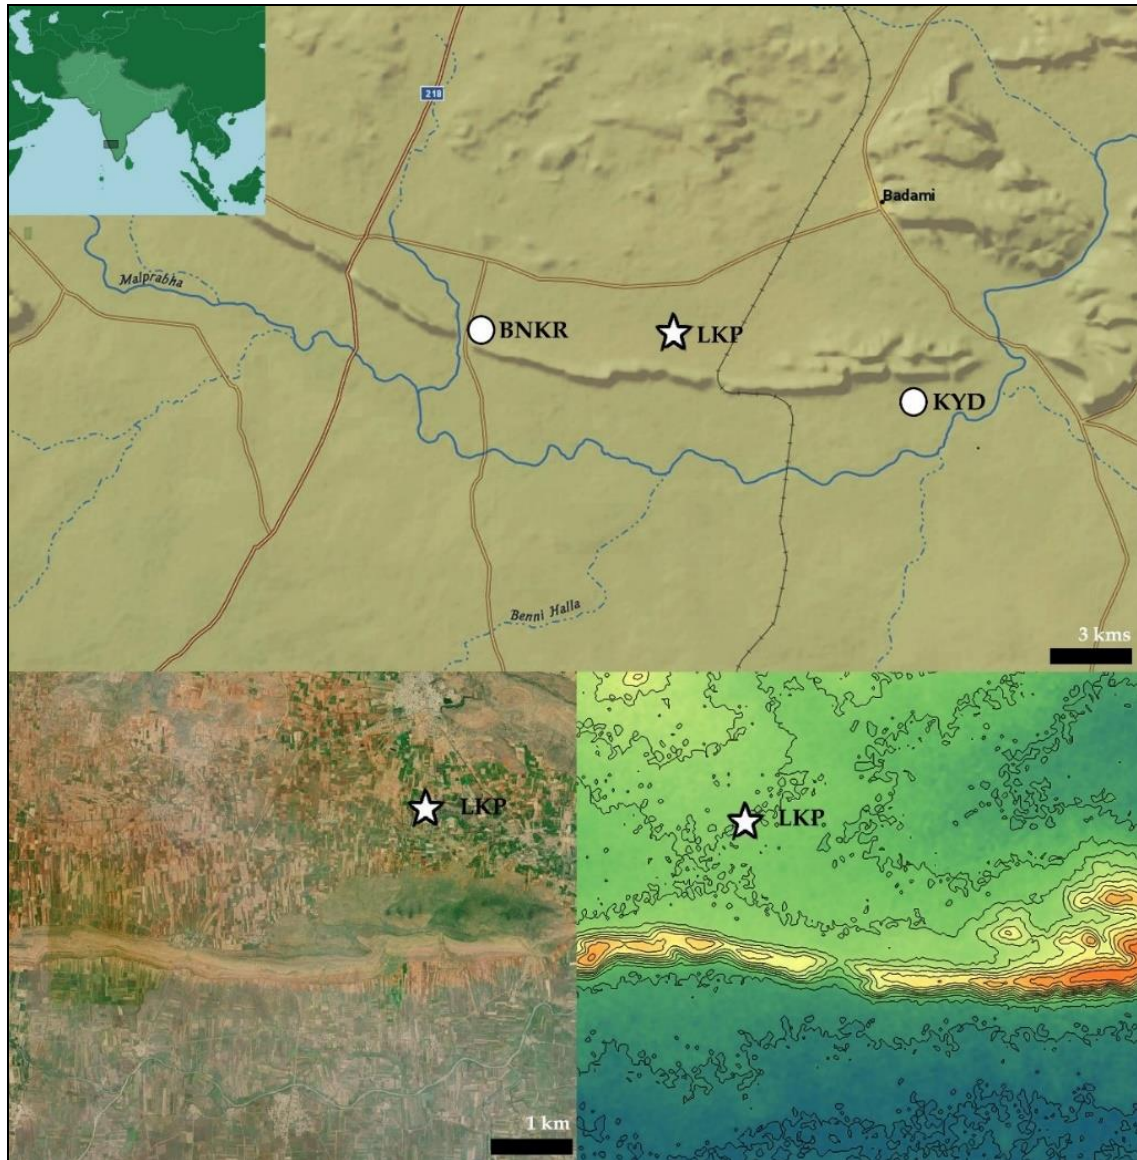 218
Badami
Malprabha
BNKR
LKP
KYD
Benni Halla
3 kms
LKP
LKP
1 km